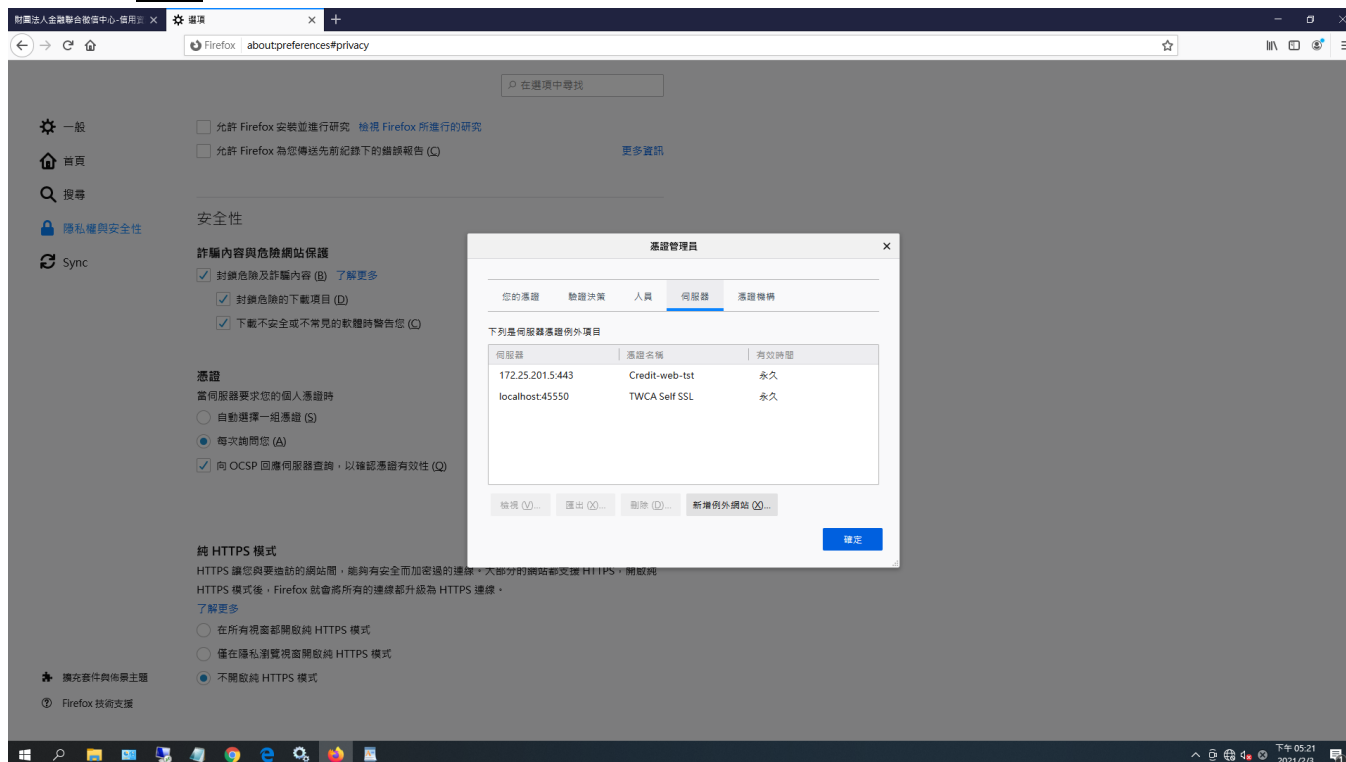 財團法人金融聯合徵信中心-信用資
選項
Firefox about:preferences#privacy
在選項中尋找
一般
首頁
搜尋
隱私權與安全性
Sync
擴充套件與佈景主題
Firefox 技術支援
允許 Firefox 安裝並進行研究 檢視 Firefox 所進行的研究
允許 Firefox 為您傳送先前紀錄下的錯誤報告 (C) 更多資訊
安全性
詐騙內容與危險網站保護
封鎖危險及詐騙內容 (B) 了解更多
封鎖危險的下載項目 (D)
下載不安全或不常見的軟體時警告您 (C)
憑證
當伺服器要求您的個人憑證時
自動選擇一組憑證 (S)
每次詢問您 (A)
向 OCSP 回應伺服器查詢，以確認憑證有效性 (Q)
純 HTTPS 模式
HTTPS 讓您與要造訪的網站間，能夠有安全而加密過的連線。大部分的網站都支援 HTTPS，開啟純
HTTPS 模式後，Firefox 就會將所有的連線都升級為 HTTPS 連線。
了解更多
在所有視窗都開啟純 HTTPS 模式
僅在隱私瀏覽視窗開啟純 HTTPS 模式
不開啟純 HTTPS 模式
憑證管理員
您的憑證 驗證決策 人員 伺服器 憑證機構
下列是伺服器憑證例外項目
伺服器 憑證名稱 有效時間
172.25.201.5:443 Credit-web-tst 永久
localhost:45550 TWCA Self SSL 永久
檢視 (V)... 匯出 (X)... 刪除 (D)... 新增例外網站 (X)...
確定
下午 05:21
2021/2/3